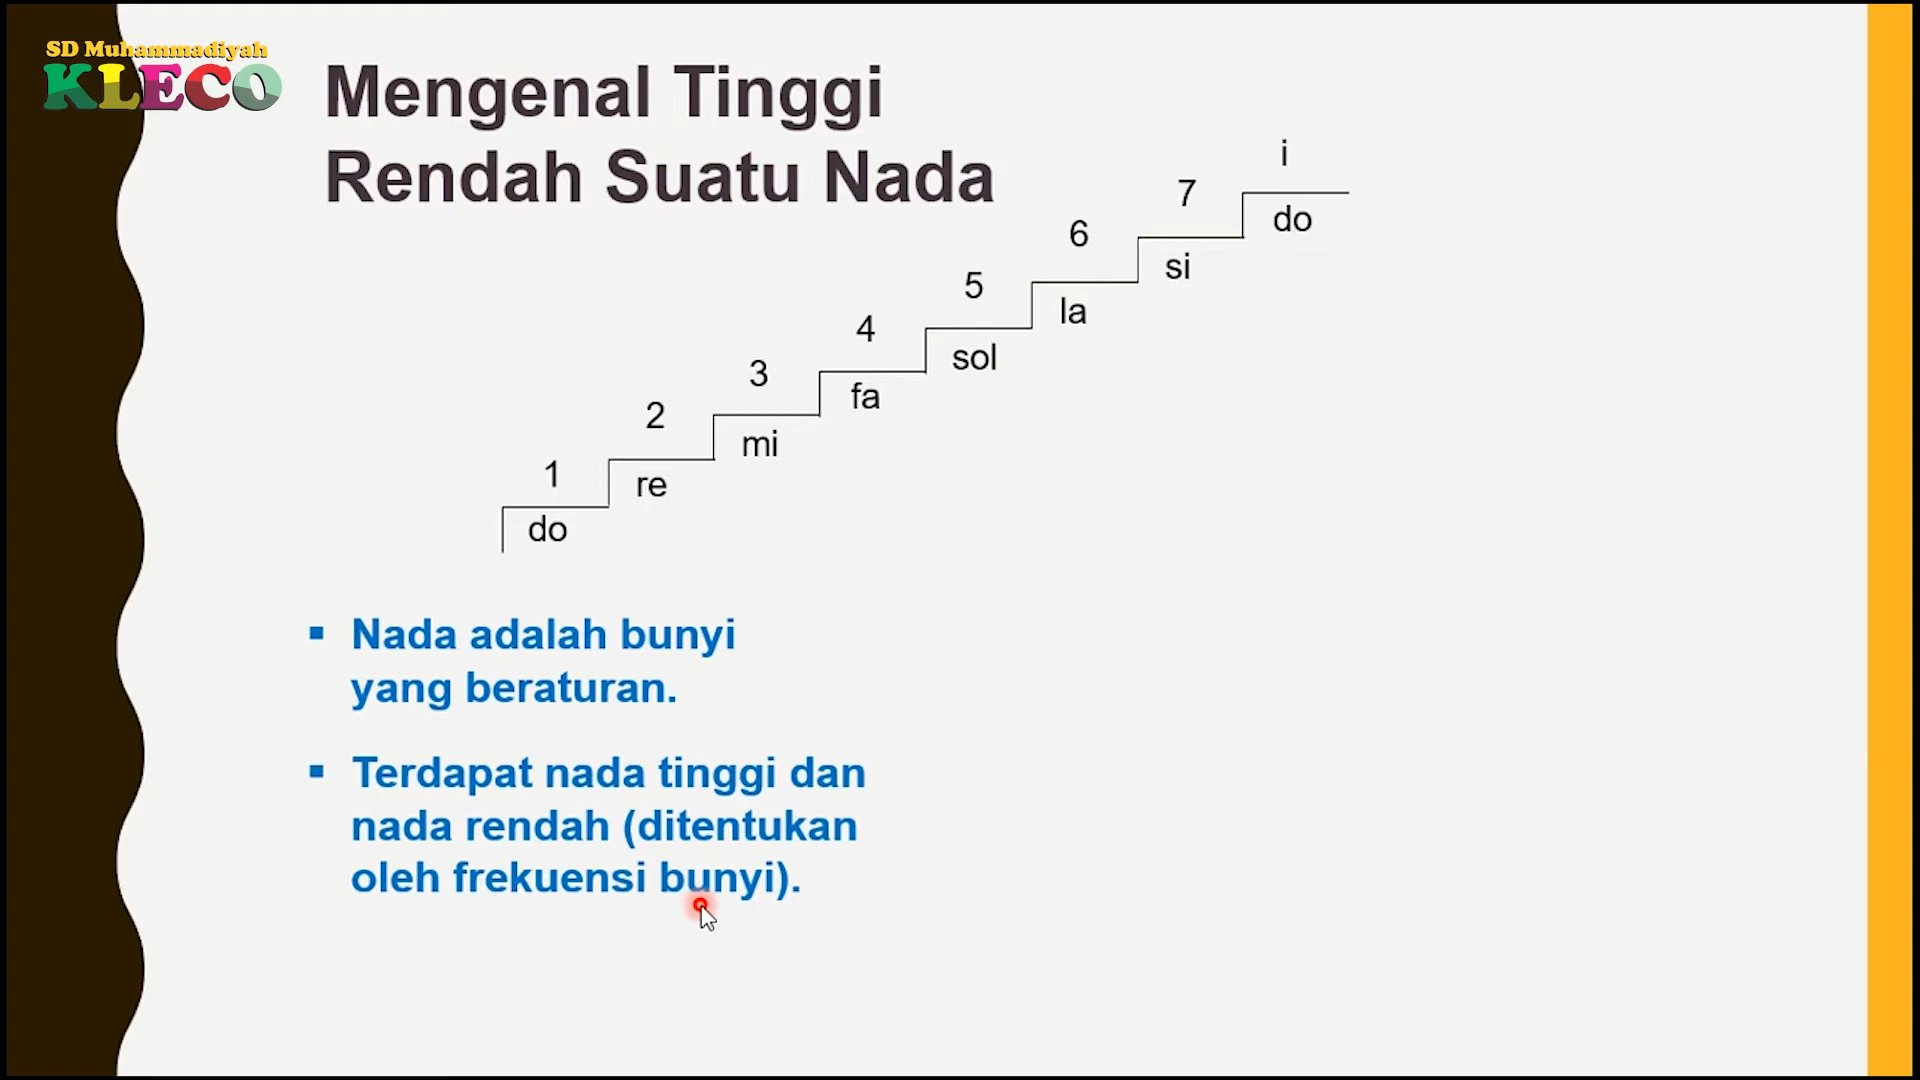 SD Muhammadiyah
KLECO
Mengenal Tinggi
Rendah Suatu Nada
i
do
7
si
6
la
5
sol
4
fa
3
mi
2
re
1
do
▪ Nada adalah bunyi
yang beraturan.
▪ Terdapat nada tinggi dan
nada rendah (ditentukan
oleh frekuensi bunyi).